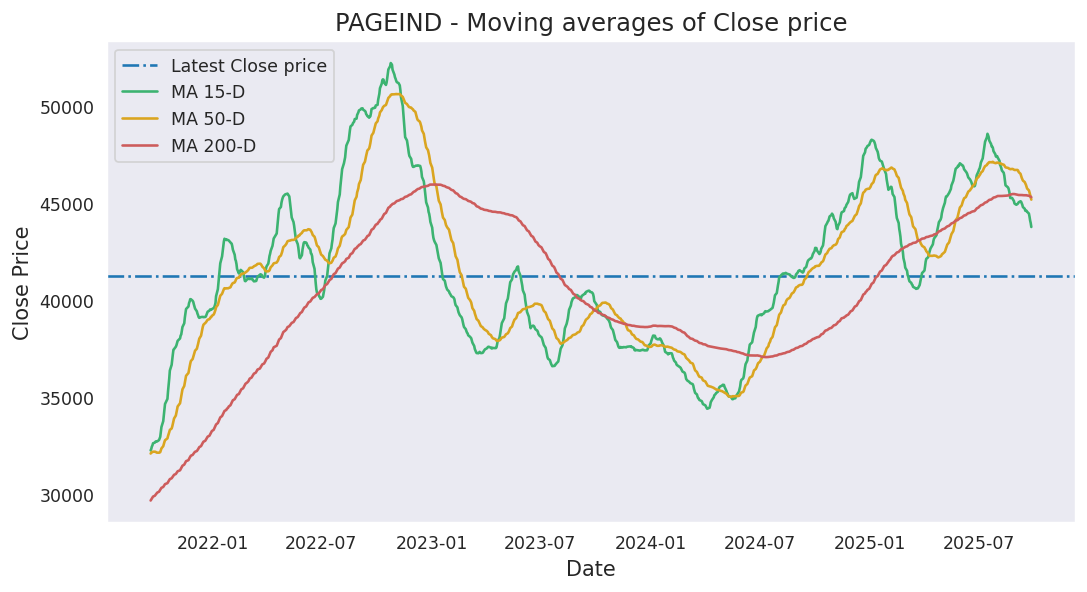 PAGEIND - Moving averages of Close price
Latest Close price
MA 15-D
MA 50-D
MA 200-D
Close Price
50000
45000
40000
35000
30000
2022-01 2022-07 2023-01 2023-07 2024-01 2024-07 2025-01 2025-07
Date